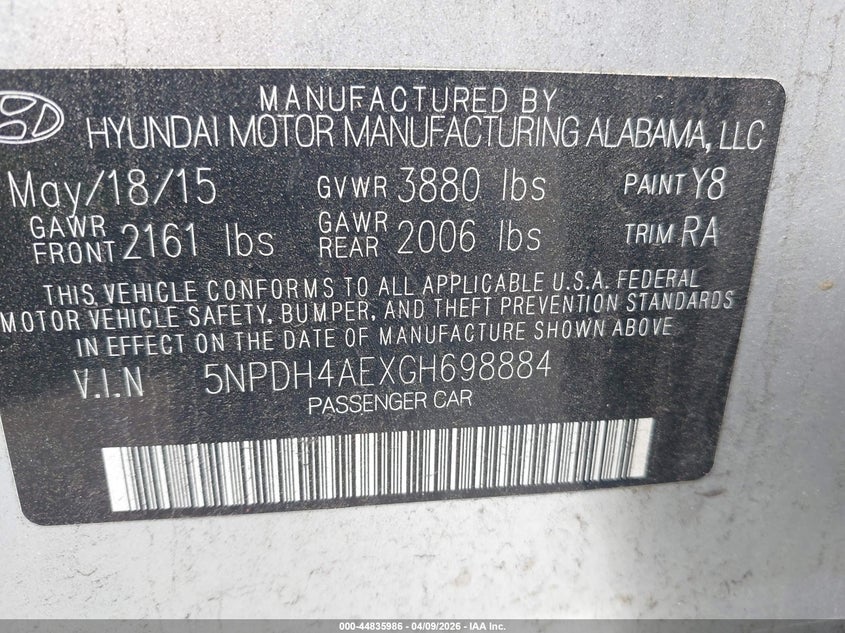 MANUFACTURED BY
HYUNDAI MOTOR MANUFACTURING ALABAMA, LLC
May/18/15 GVWR 3880 lbs PAINT Y8
GAWR FRONT 2161 lbs GAWR REAR 2006 lbs TRIM RA
THIS VEHICLE CONFORMS TO ALL APPLICABLE U.S.A. FEDERAL
MOTOR VEHICLE SAFETY, BUMPER, AND THEFT PREVENTION STANDARDS
IN EFFECT ON THE DATE OF MANUFACTURE SHOWN ABOVE
V.I.N 5NPDH4AEXGH698884
PASSENGER CAR
000-44835986 - 04/09/2026 - IAA Inc.